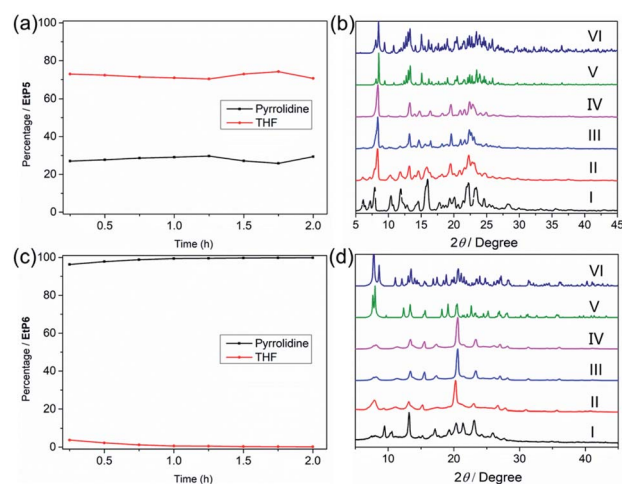 (a)
100
80
60
40
20
0
Percentage / EtP5
Pyrrolidine
THF
0.5 1.0 1.5 2.0
Time (h)
(b)
VI
V
IV
III
II
I
5 10 15 20 25 30 35 40 45
2θ / Degree
(c)
100
80
60
40
20
0
Percentage / EtP6
Pyrrolidine
THF
0.5 1.0 1.5 2.0
Time (h)
(d)
VI
V
IV
III
II
I
10 20 30 40
2θ / Degree